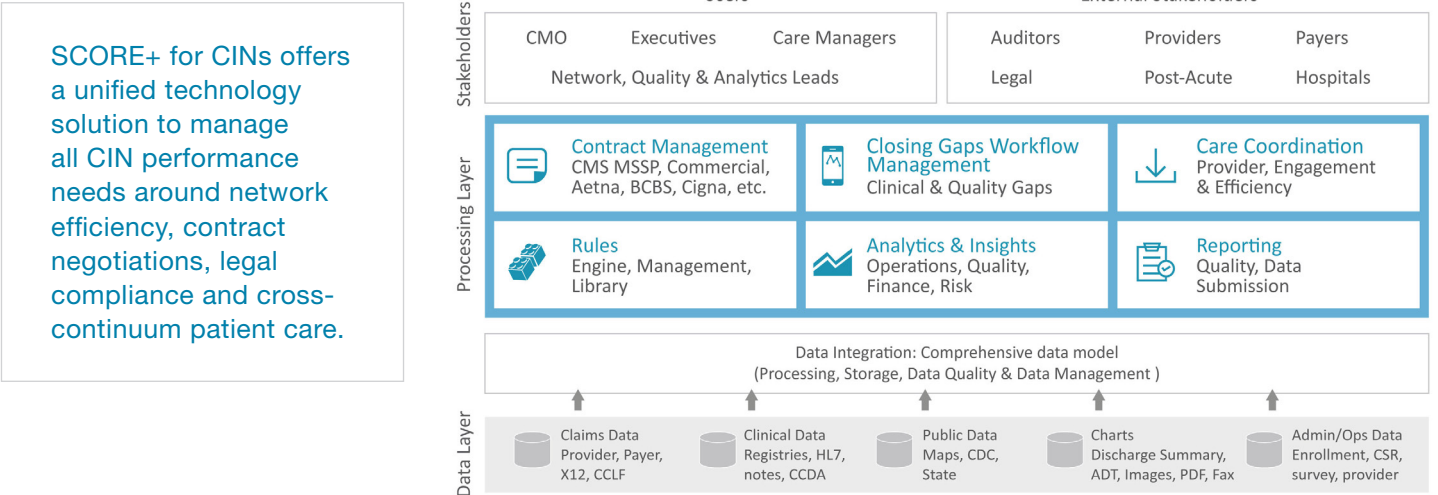 SCORE+ for CINs offers
a unified technology
solution to manage
all CIN performance
needs around network
efficiency, contract
negotiations, legal
compliance and cross-
continuum patient care.
Stakeholders
CMO Executives Care Managers
Network, Quality & Analytics Leads
Auditors Providers Payers
Legal Post-Acute Hospitals
Processing Layer
Contract Management
CMS MSSP, Commercial,
Aetna, BCBS, Cigna, etc.
Closing Gaps Workflow
Management
Clinical & Quality Gaps
Care Coordination
Provider, Engagement
& Efficiency
Rules
Engine, Management,
Library
Analytics & Insights
Operations, Quality,
Finance, Risk
Reporting
Quality, Data
Submission
Data Integration: Comprehensive data model
(Processing, Storage, Data Quality & Data Management )
Data Layer
Claims Data
Provider, Payer,
X12, CCLF
Clinical Data
Registries, HL7,
notes, CCDA
Public Data
Maps, CDC,
State
Charts
Discharge Summary,
ADT, Images, PDF, Fax
Admin/Ops Data
Enrollment, CSR,
survey, provider